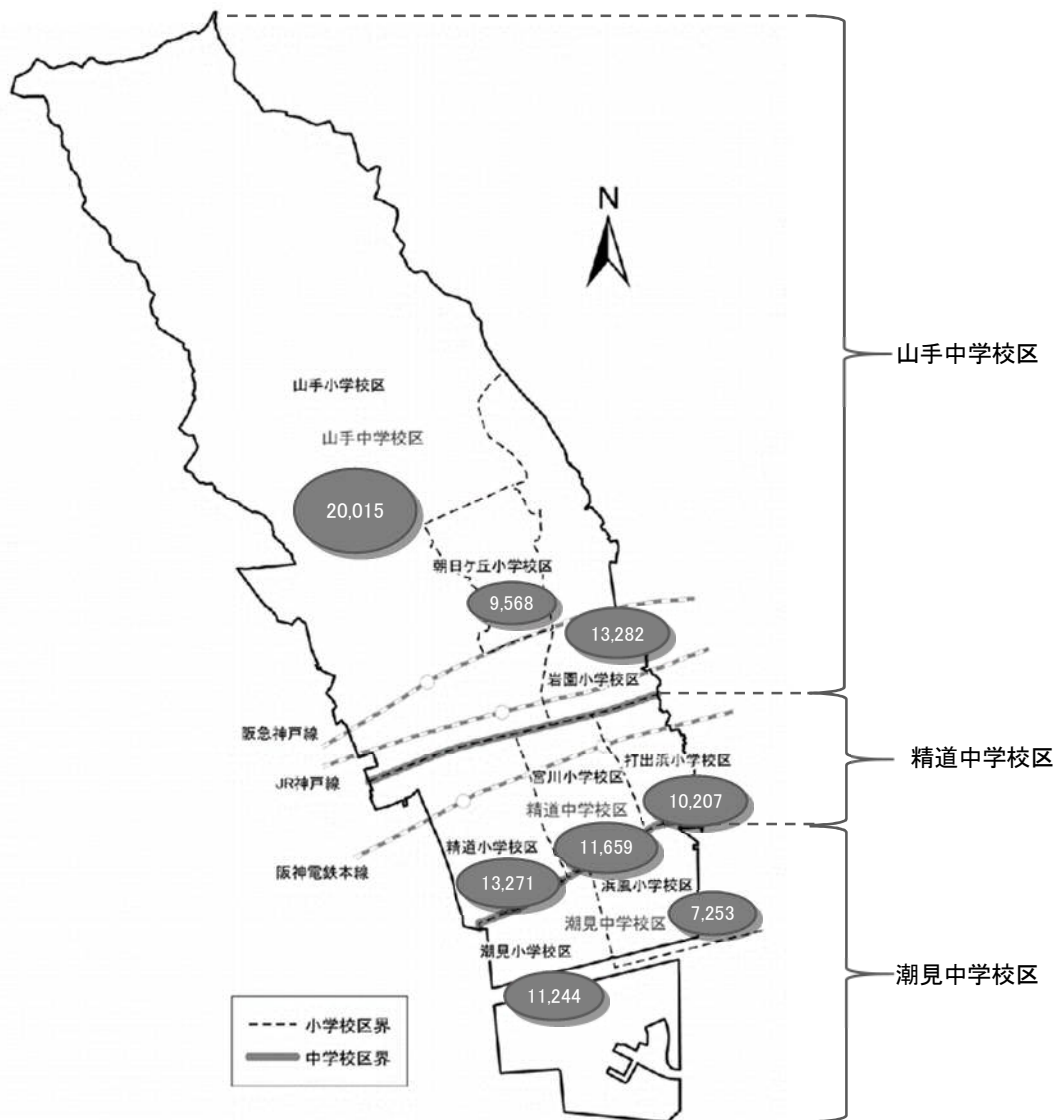 N
山手中学校区
山手小学校区
山手中学校区
20,015
朝日ケ丘小学校区
9,568
13,282
岩園小学校区
阪急神戸線
JR神戸線
宮川小学校区
打出浜小学校区
精道中学校区
10,207
精道中学校区
11,659
精道小学校区
阪神電鉄本線
13,271
浜風小学校区
7,253
潮見中学校区
潮見小学校区
潮見中学校区
11,244
小学校区界
中学校区界